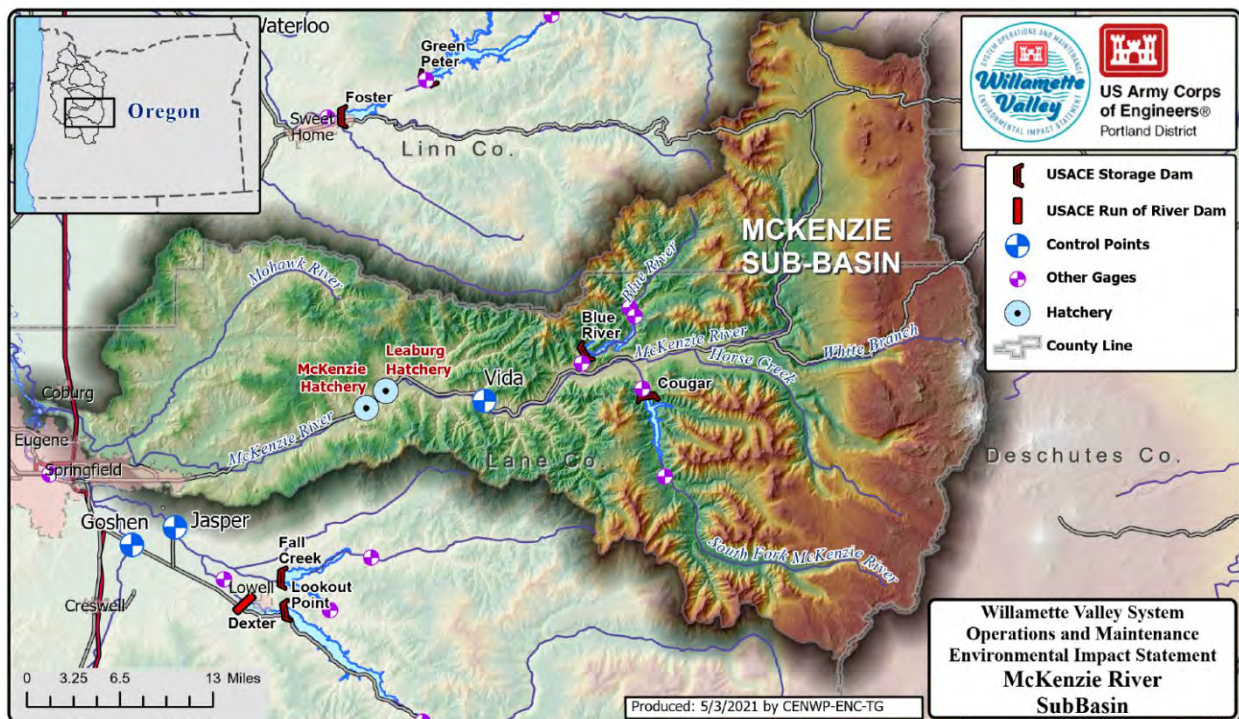 Waterloo
Green
Peter
Foster
Sweet
Home
Linn Co.
Oregon
SYSTEM OPERATIONS AND MAINTENANCE
Willamette
Valley
ENVIRONMENTAL IMPACT STATEMENT
US Army Corps
of Engineers®
Portland District
USACE Storage Dam
USACE Run of River Dam
Control Points
Other Gages
Hatchery
County Line
MCKENZIE
SUB-BASIN
Mohawk River
Blue River
Blue
River
McKenzie River
White Branch
Horse Creek
Leaburg
Hatchery
McKenzie
Hatchery
Vida
Cougar
Coburg
Eugene
McKenzie River
Springfield
Lane Co.
Deschutes Co.
Goshen
Jasper
Fall
Creek
South Fork McKenzie River
Lowell
Lookout
Point
Creswell
Dexter
0 3.25 6.5 13 Miles
Produced: 5/3/2021 by CENWP-ENC-TG
Willamette Valley System
Operations and Maintenance
Environmental Impact Statement
McKenzie River
SubBasin